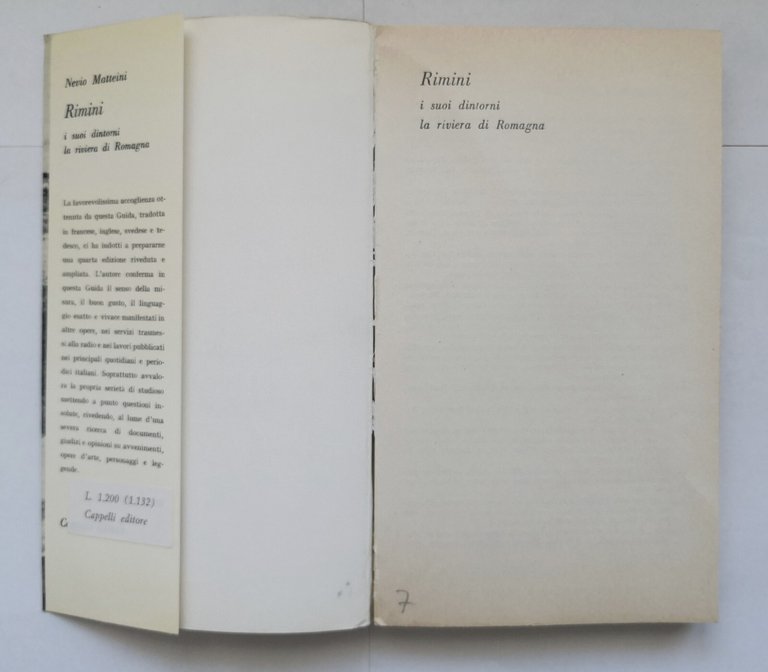 Nevio Matteini
Rimini
i suoi dintorni
la riviera di Romagna
La favorevolissima accoglienza ot-
tenuta da questa Guida, tradotta
in francese, inglese, svedese e te-
desco, ci ha indotti a prepararne
una quarta edizione riveduta e
ampliata. L'autore conferma in
questa Guida il senso della mi-
sura, il buon gusto, il linguag-
gio esatto e vivace manifestati in
altre opere, nei servizi trasmes-
si alla radio e nei lavori pubblicati
nei principali quotidiani e perio-
dici italiani. Soprattutto avvalo-
ra la propria serietà di studioso
mettendo a punto questioni in-
solute, rivedendo, al lume d'una
severa ricerca di documenti,
giudizi e opinioni su avvenimenti,
opere d'arte, personaggi e leg-
gende.
L. 1.200 (1.132)
Cappelli editore
Rimini
i suoi dintorni
la riviera di Romagna
7